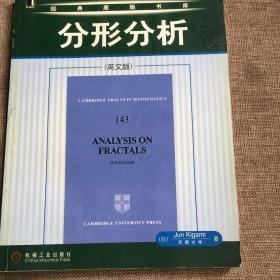 经典原版书库
分形分析
(英文版)
CAMBRIDGE TRACTS IN MATHEMATICS
143
ANALYSIS ON
FRACTALS
JUN KIGAMI
CAMBRIDGE UNIVERSITY PRESS
(日) Jun Kigami 著
京都大学
机械工业出版社
China Machine Press